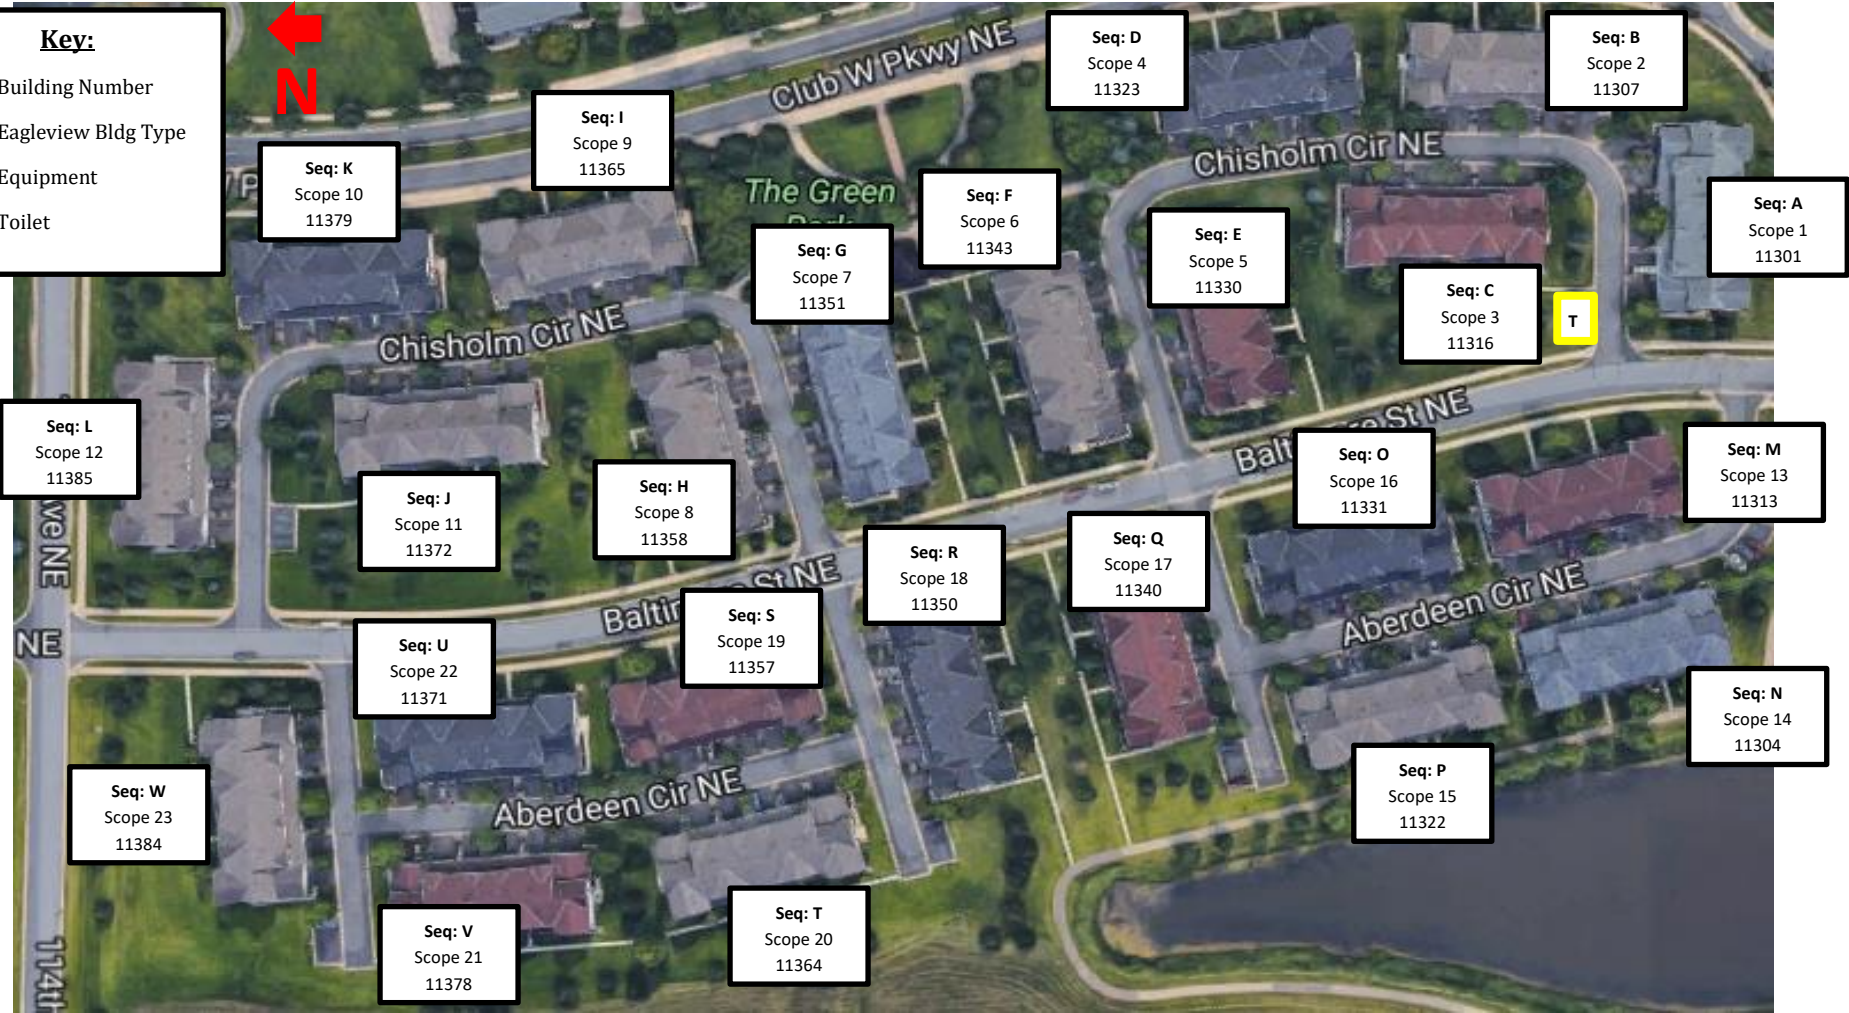 Key:
Building Number
Eagleview Bldg Type
Equipment
Toilet
N
Club W Pkwy NE
Seq: D
Scope 4
11323
Seq: B
Scope 2
11307
Seq: I
Scope 9
11365
Seq: K
Scope 10
11379
Chisholm Cir NE
The Green
Park
Seq: F
Scope 6
11343
Seq: A
Scope 1
11301
Seq: G
Scope 7
11351
Seq: E
Scope 5
11330
Seq: C
Scope 3
11316
T
Chisholm Cir NE
Seq: L
Scope 12
11385
Seq: J
Scope 11
11372
Seq: H
Scope 8
11358
Baltimore St NE
Seq: O
Scope 16
11331
Seq: M
Scope 13
11313
ve NE
Seq: R
Scope 18
11350
Seq: Q
Scope 17
11340
Aberdeen Cir NE
Balti St NE
NE
Seq: U
Scope 22
11371
Seq: S
Scope 19
11357
Seq: N
Scope 14
11304
Seq: W
Scope 23
11384
Aberdeen Cir NE
Seq: P
Scope 15
11322
Seq: V
Scope 21
11378
Seq: T
Scope 20
11364
114th